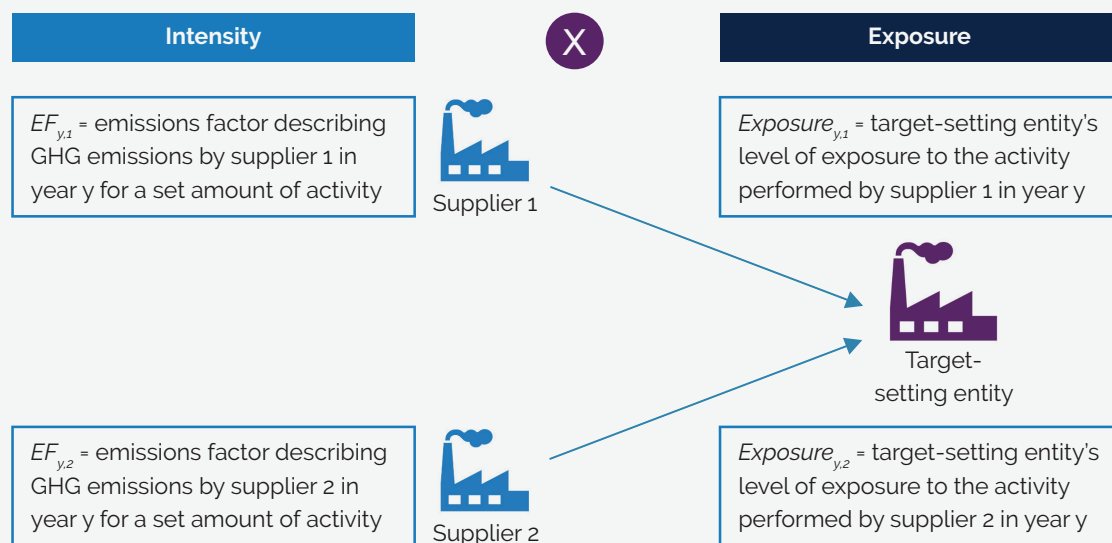 Intensity
X
Exposure
EFy,1 = emissions factor describing
GHG emissions by supplier 1 in
year y for a set amount of activity
Supplier 1
Exposurey,1 = target-setting entity's
level of exposure to the activity
performed by supplier 1 in year y
Target-
setting entity
EFy,2 = emissions factor describing
GHG emissions by supplier 2 in
year y for a set amount of activity
Supplier 2
Exposurey,2 = target-setting entity's
level of exposure to the activity
performed by supplier 2 in year y